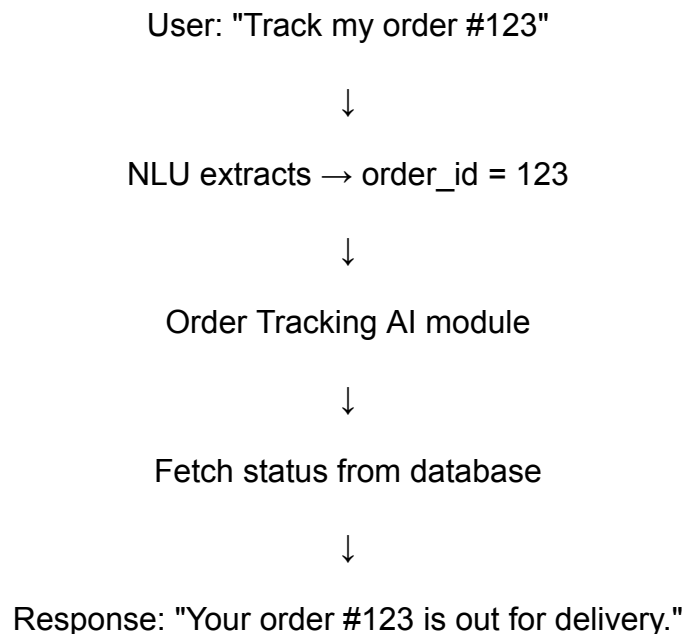 User: "Track my order #123"
↓
NLU extracts → order_id = 123
↓
Order Tracking AI module
↓
Fetch status from database
↓
Response: "Your order #123 is out for delivery."